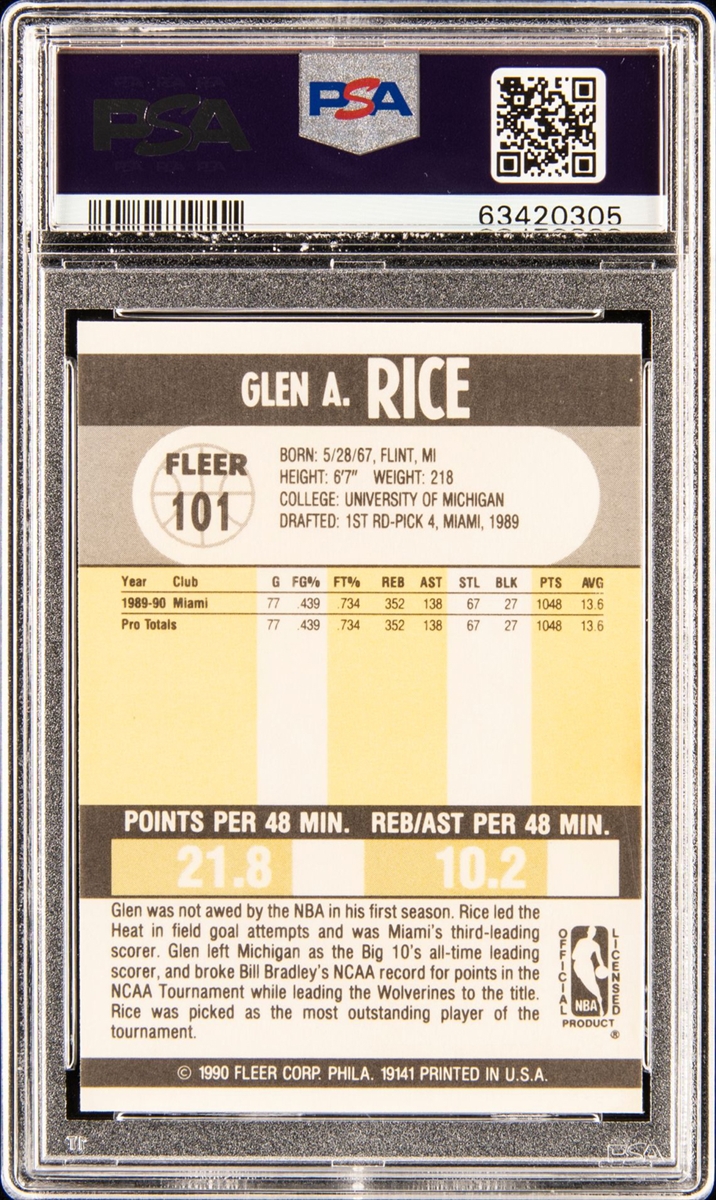 PSA
PSA
63420305
GLEN A. RICE
FLEER
101
BORN: 5/28/67, FLINT, MI
HEIGHT: 6'7" WEIGHT: 218
COLLEGE: UNIVERSITY OF MICHIGAN
DRAFTED: 1ST RD-PICK 4, MIAMI, 1989
Year Club G FG% FT% REB AST STL BLK PTS AVG
1989-90 Miami 77 .439 .734 352 138 67 27 1048 13.6
Pro Totals 77 .439 .734 352 138 67 27 1048 13.6
POINTS PER 48 MIN. REB/AST PER 48 MIN.
21.8 10.2
Glen was not awed by the NBA in his first season. Rice led the
Heat in field goal attempts and was Miami's third-leading
scorer. Glen left Michigan as the Big 10's all-time leading
scorer, and broke Bill Bradley's NCAA record for points in the
NCAA Tournament while leading the Wolverines to the title.
Rice was picked as the most outstanding player of the
tournament.
OFFICIAL
NBA
LICENSED
PRODUCT
®
© 1990 FLEER CORP. PHILA. 19141 PRINTED IN U.S.A.
PSA